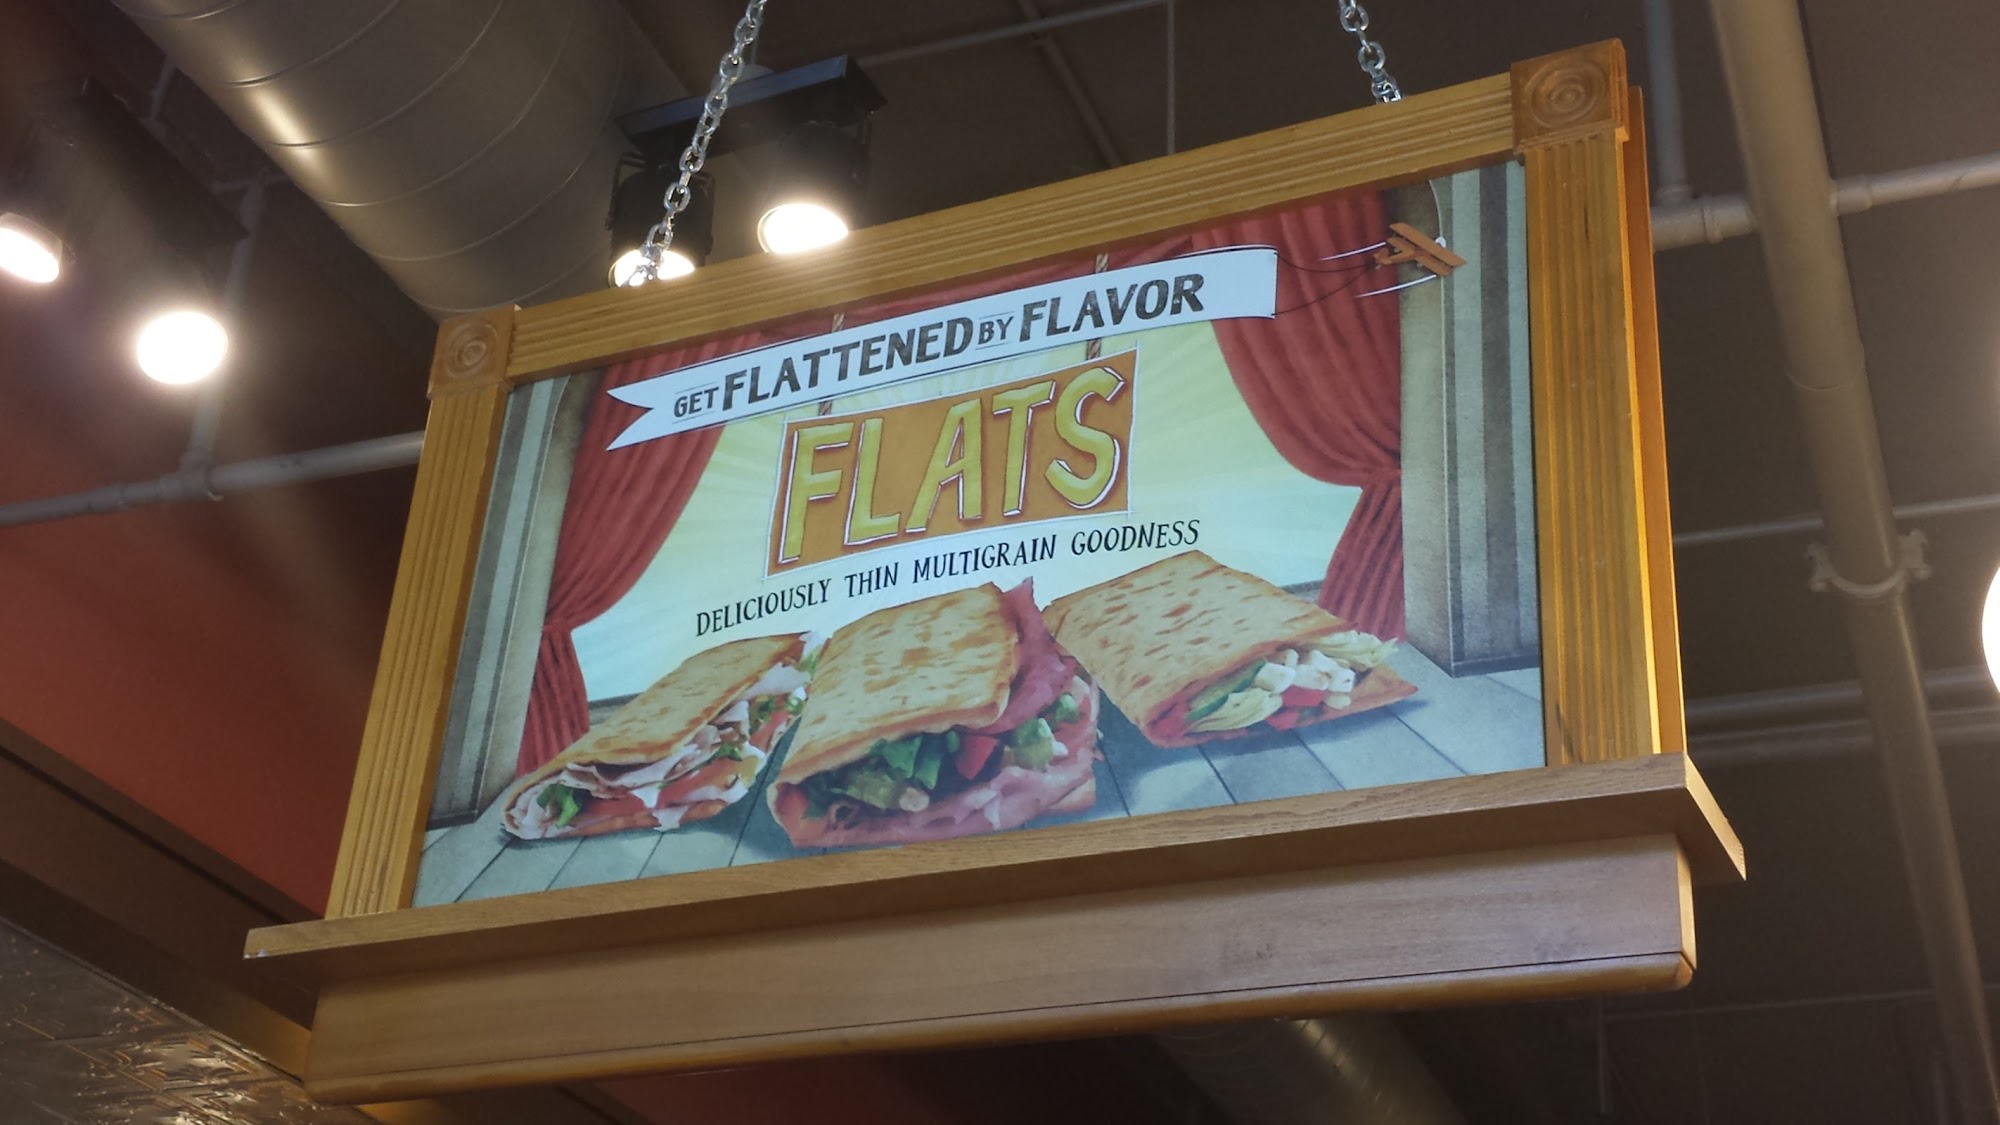 GET FLATTENED BY FLAVOR
FLATS
DELICIOUSLY THIN MULTIGRAIN GOODNESS